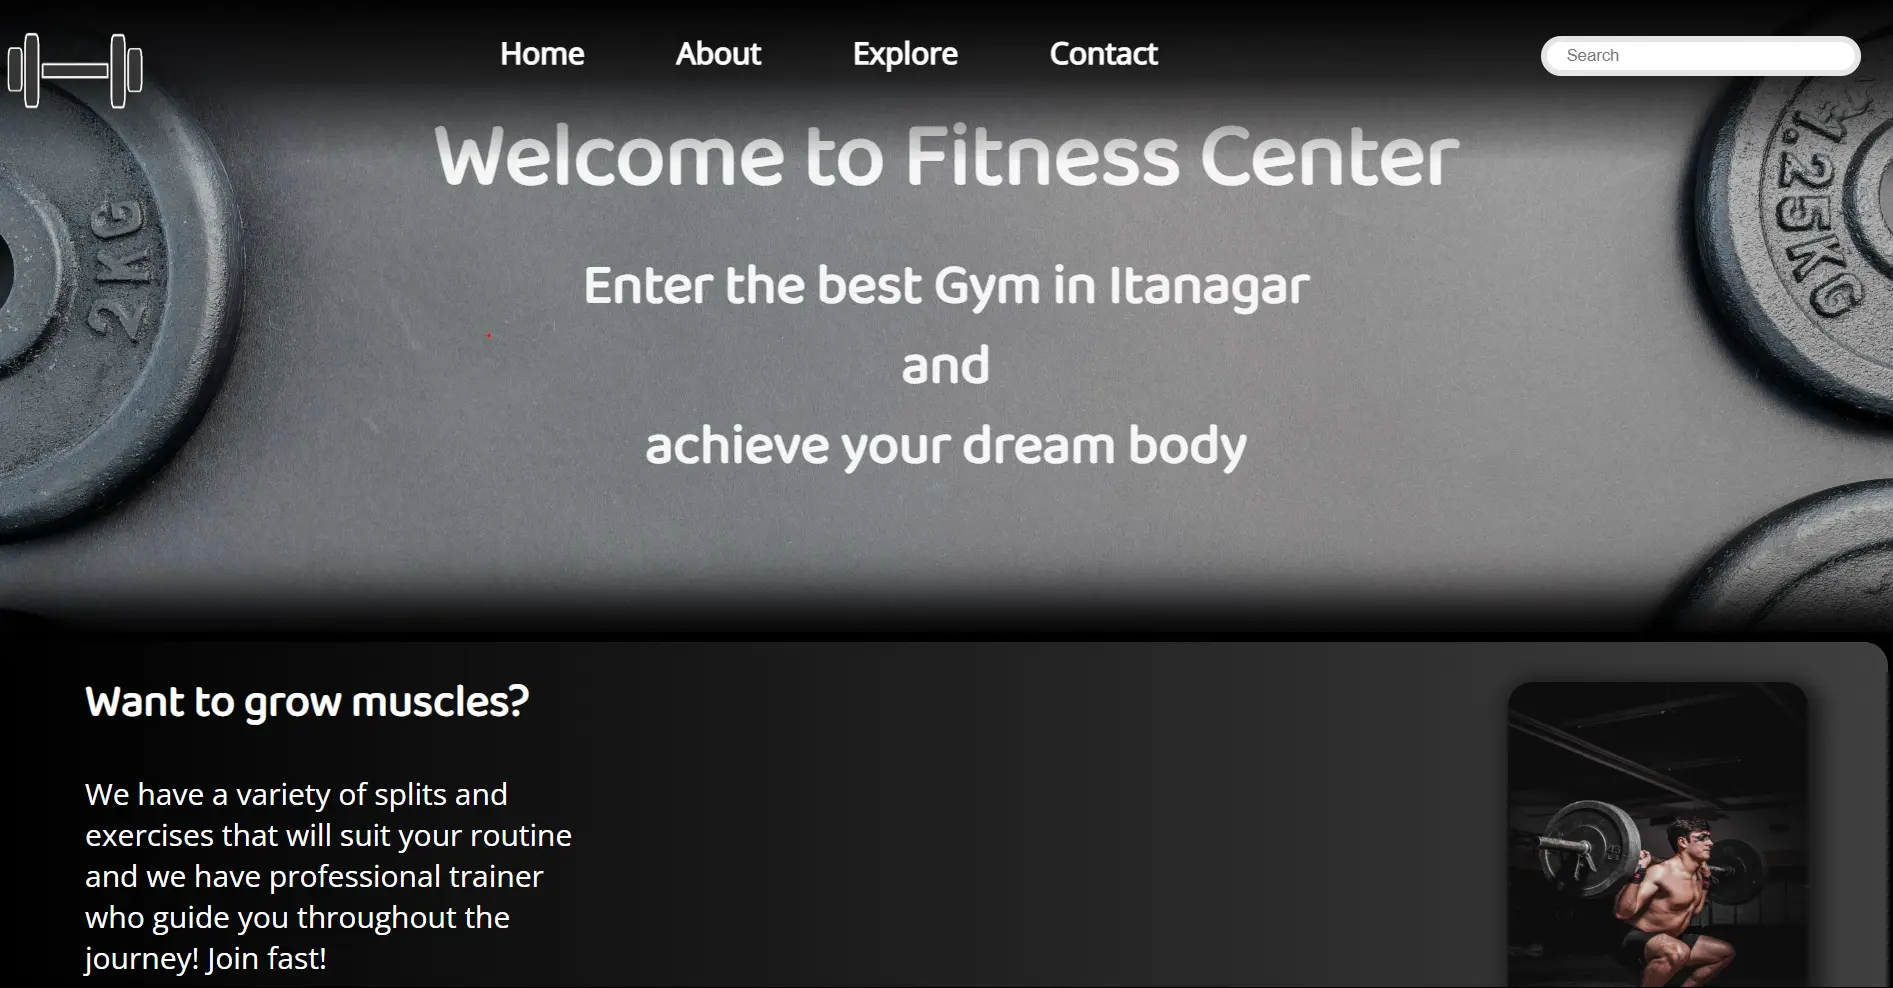 Home About Explore Contact
Search
Welcome to Fitness Center
Enter the best Gym in Itanagar
and
achieve your dream body
2KG
1.25KG
Want to grow muscles?
We have a variety of splits and
exercises that will suit your routine
and we have professional trainer
who guide you throughout the
journey! Join fast!